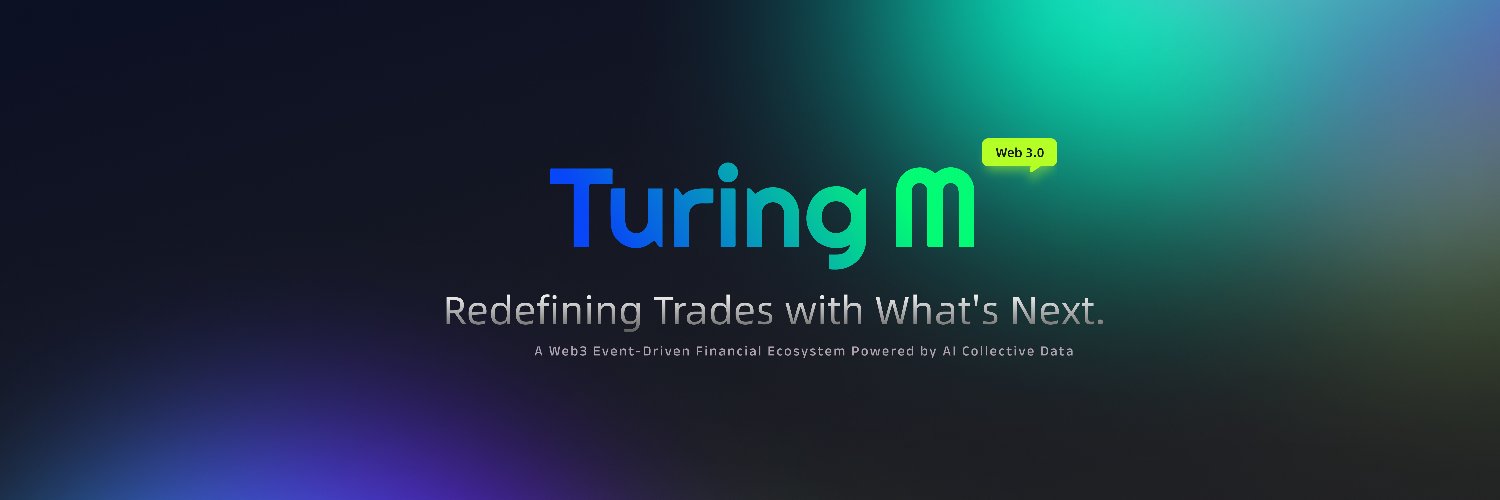 Web 3.0
Turing M
Redefining Trades with What's Next.
A Web3 Event-Driven Financial Ecosystem Powered by AI Collective Data